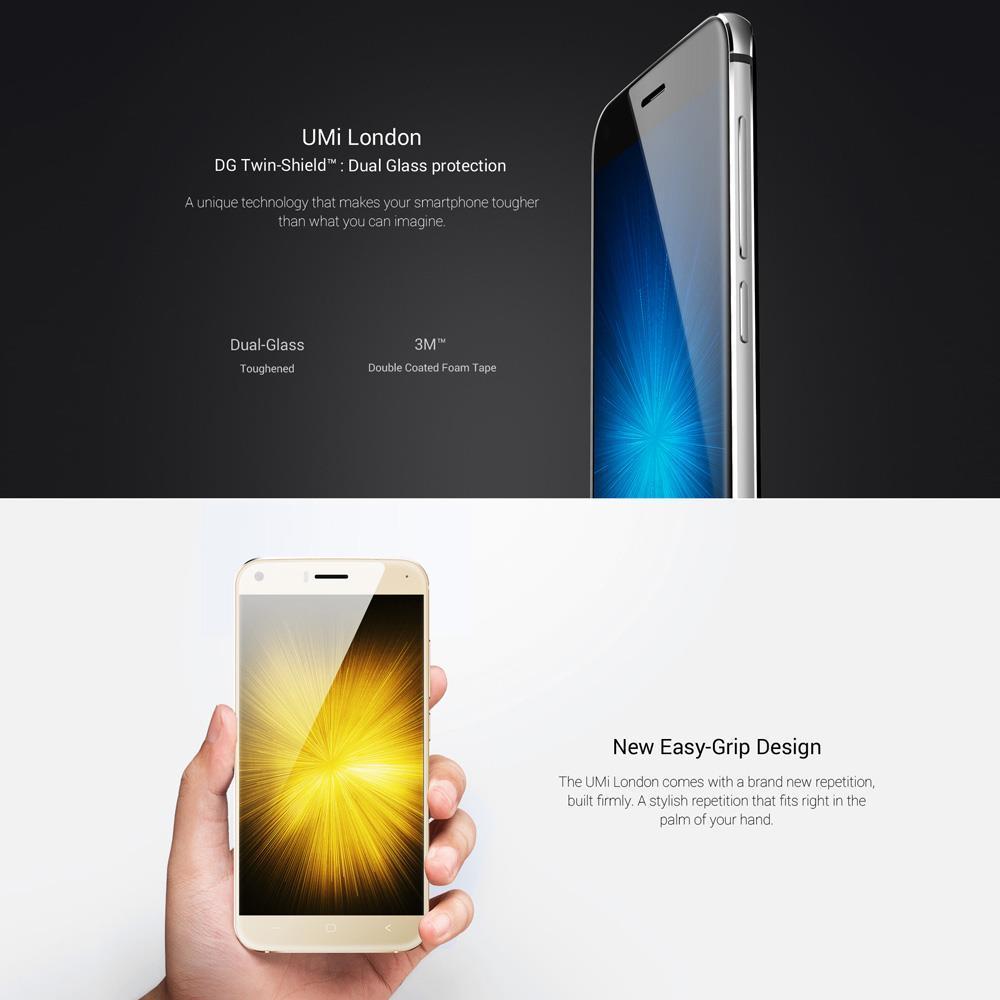 UMi London
DG Twin-Shield™ : Dual Glass protection
A unique technology that makes your smartphone tougher
than what you can imagine.
Dual-Glass
Toughened
3M™
Double Coated Foam Tape
New Easy-Grip Design
The UMi London comes with a brand new repetition,
built firmly. A stylish repetition that fits right in the
palm of your hand.